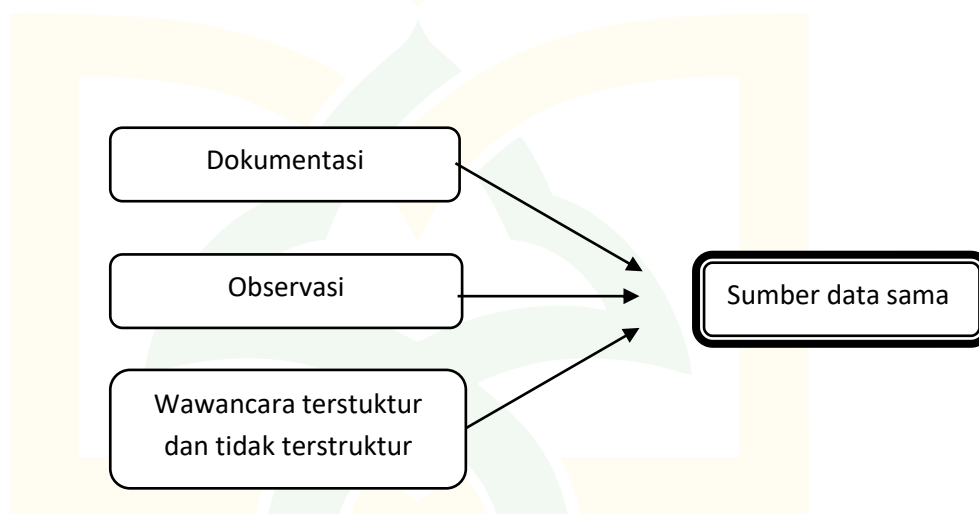 Dokumentasi
Observasi
Sumber data sama
Wawancara terstuktur
dan tidak terstruktur